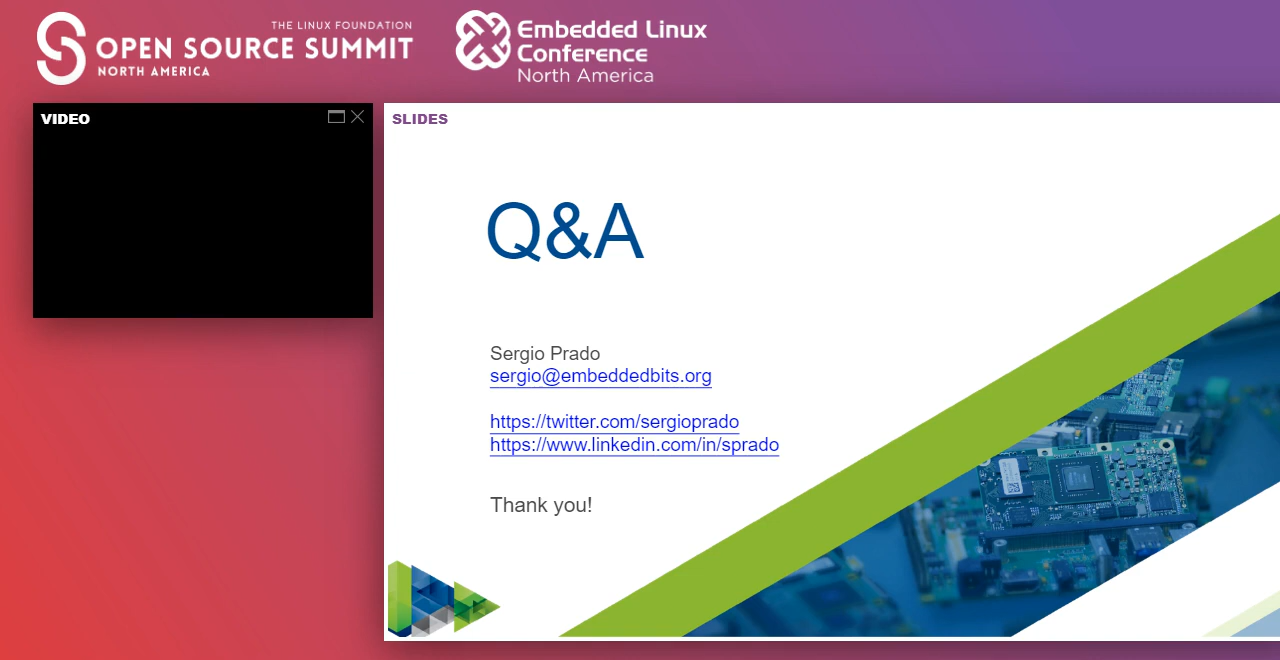 THE LINUX FOUNDATION
OPEN SOURCE SUMMIT
NORTH AMERICA
Embedded Linux
Conference
North America
VIDEO
SLIDES
Q&A
Sergio Prado
sergio@embeddedbits.org
https://twitter.com/sergioprado
https://www.linkedin.com/in/sprado
Thank you!